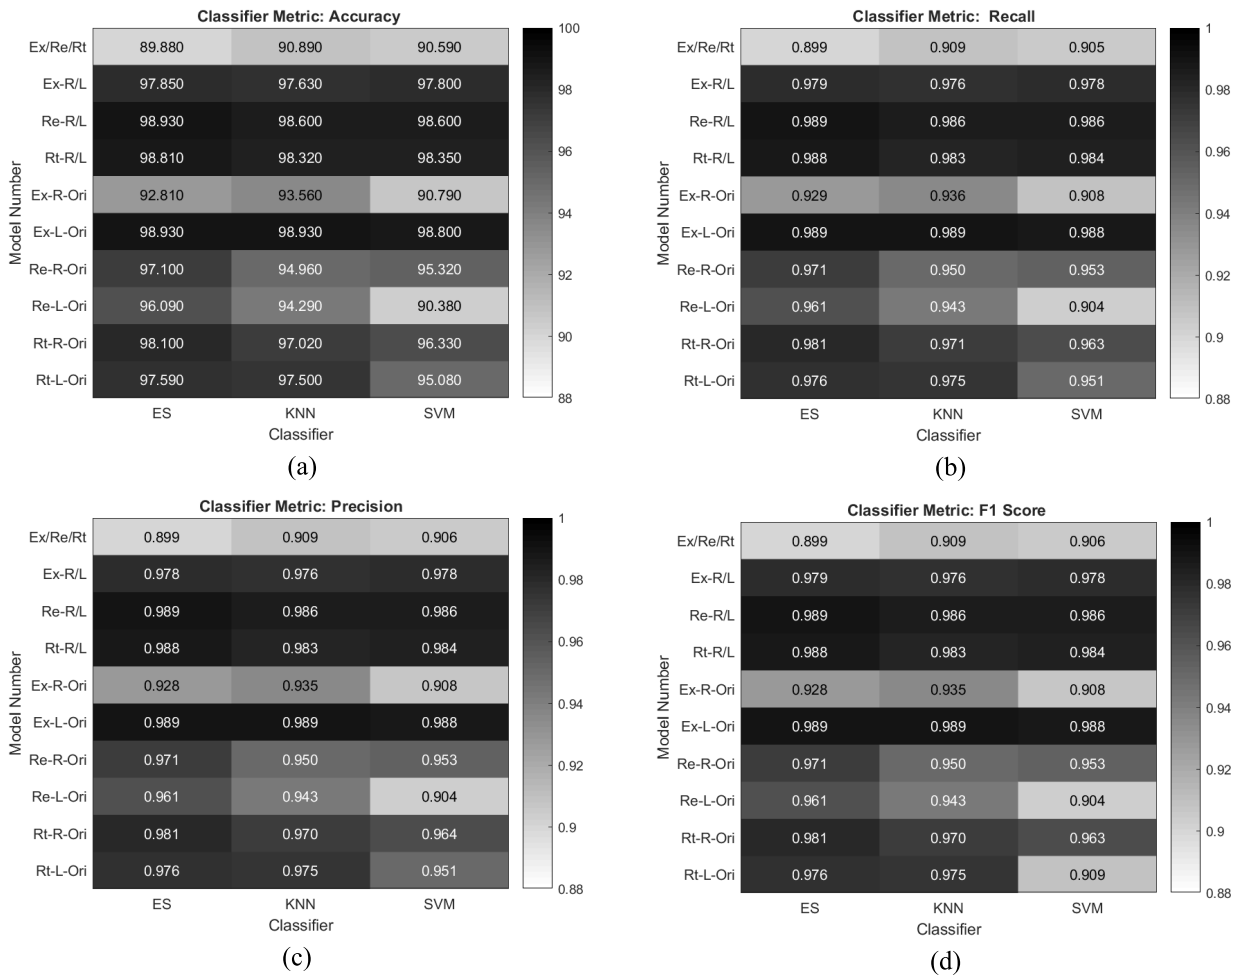 Classifier Metric: Accuracy
Model Number
Ex/Re/Rt 89.880 90.890 90.590
Ex-R/L 97.850 97.630 97.800
Re-R/L 98.930 98.600 98.600
Rt-R/L 98.810 98.320 98.350
Ex-R-Ori 92.810 93.560 90.790
Ex-L-Ori 98.930 98.930 98.800
Re-R-Ori 97.100 94.960 95.320
Re-L-Ori 96.090 94.290 90.380
Rt-R-Ori 98.100 97.020 96.330
Rt-L-Ori 97.590 97.500 95.080
ES KNN SVM
Classifier
100
98
96
94
92
90
88
(a)
Classifier Metric: Recall
Model Number
Ex/Re/Rt 0.899 0.909 0.905
Ex-R/L 0.979 0.976 0.978
Re-R/L 0.989 0.986 0.986
Rt-R/L 0.988 0.983 0.984
Ex-R-Ori 0.929 0.936 0.908
Ex-L-Ori 0.989 0.989 0.988
Re-R-Ori 0.971 0.950 0.953
Re-L-Ori 0.961 0.943 0.904
Rt-R-Ori 0.981 0.971 0.963
Rt-L-Ori 0.976 0.975 0.951
ES KNN SVM
Classifier
1
0.98
0.96
0.94
0.92
0.9
0.88
(b)
Classifier Metric: Precision
Model Number
Ex/Re/Rt 0.899 0.909 0.906
Ex-R/L 0.978 0.976 0.978
Re-R/L 0.989 0.986 0.986
Rt-R/L 0.988 0.983 0.984
Ex-R-Ori 0.928 0.935 0.908
Ex-L-Ori 0.989 0.989 0.988
Re-R-Ori 0.971 0.950 0.953
Re-L-Ori 0.961 0.943 0.904
Rt-R-Ori 0.981 0.970 0.964
Rt-L-Ori 0.976 0.975 0.951
ES KNN SVM
Classifier
1
0.98
0.96
0.94
0.92
0.9
0.88
(c)
Classifier Metric: F1 Score
Model Number
Ex/Re/Rt 0.899 0.909 0.906
Ex-R/L 0.979 0.976 0.978
Re-R/L 0.989 0.986 0.986
Rt-R/L 0.988 0.983 0.984
Ex-R-Ori 0.928 0.935 0.908
Ex-L-Ori 0.989 0.989 0.988
Re-R-Ori 0.971 0.950 0.953
Re-L-Ori 0.961 0.943 0.904
Rt-R-Ori 0.981 0.970 0.963
Rt-L-Ori 0.976 0.975 0.909
ES KNN SVM
Classifier
1
0.98
0.96
0.94
0.92
0.9
0.88
(d)